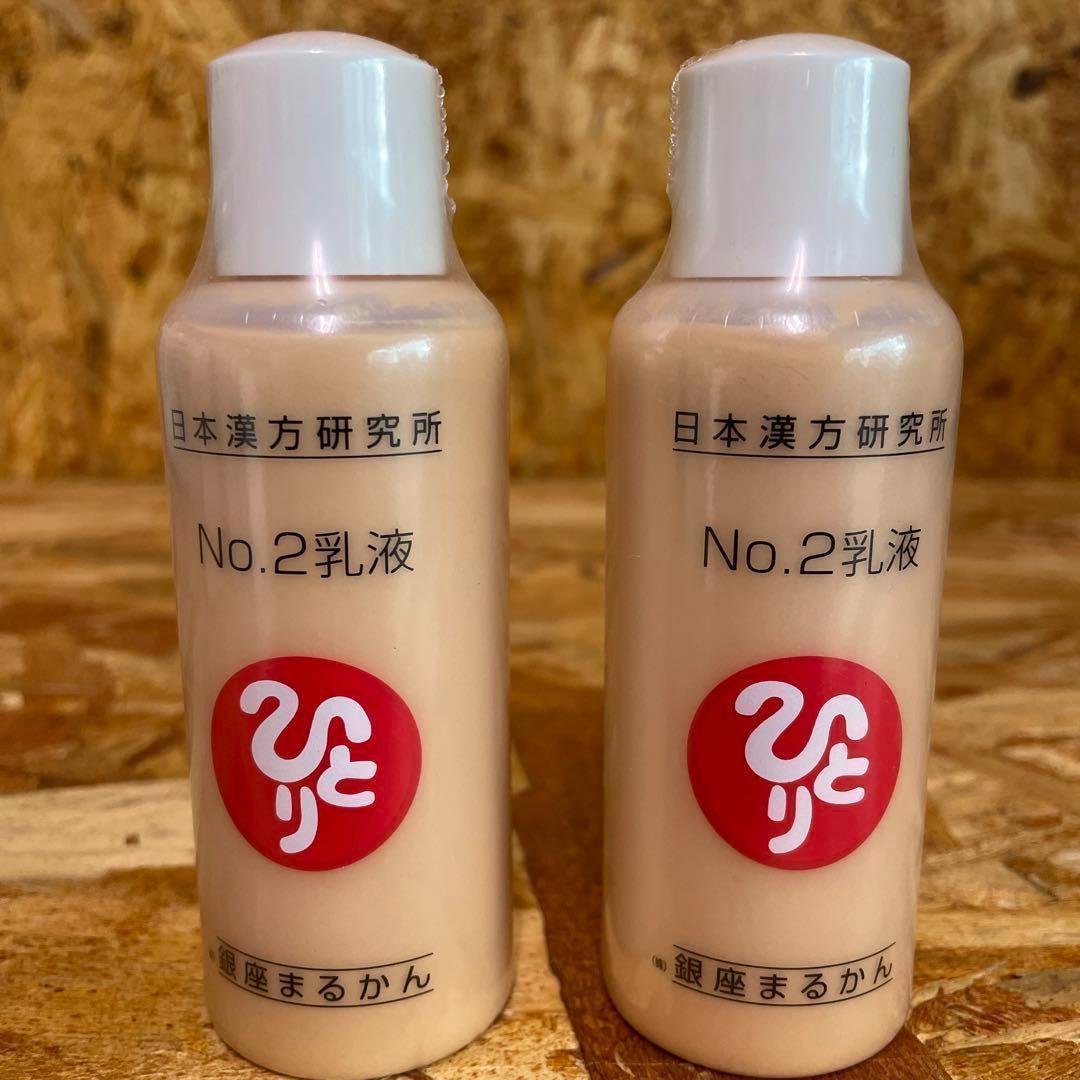 日本漢方研究所
No.2乳液
ひとり
銀座まるかん
日本漢方研究所
No.2乳液
ひとり
㈱銀座まるかん